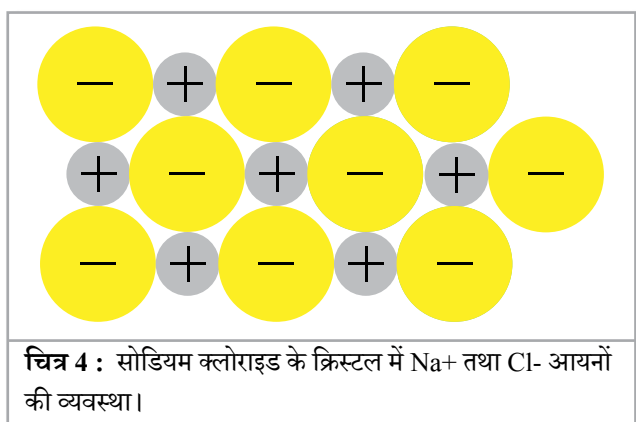 − + − + −
+ − + − + −
− + − + −
चित्र 4 : सोडियम क्लोराइड के क्रिस्टल में Na+ तथा Cl- आयनों
की व्यवस्था।